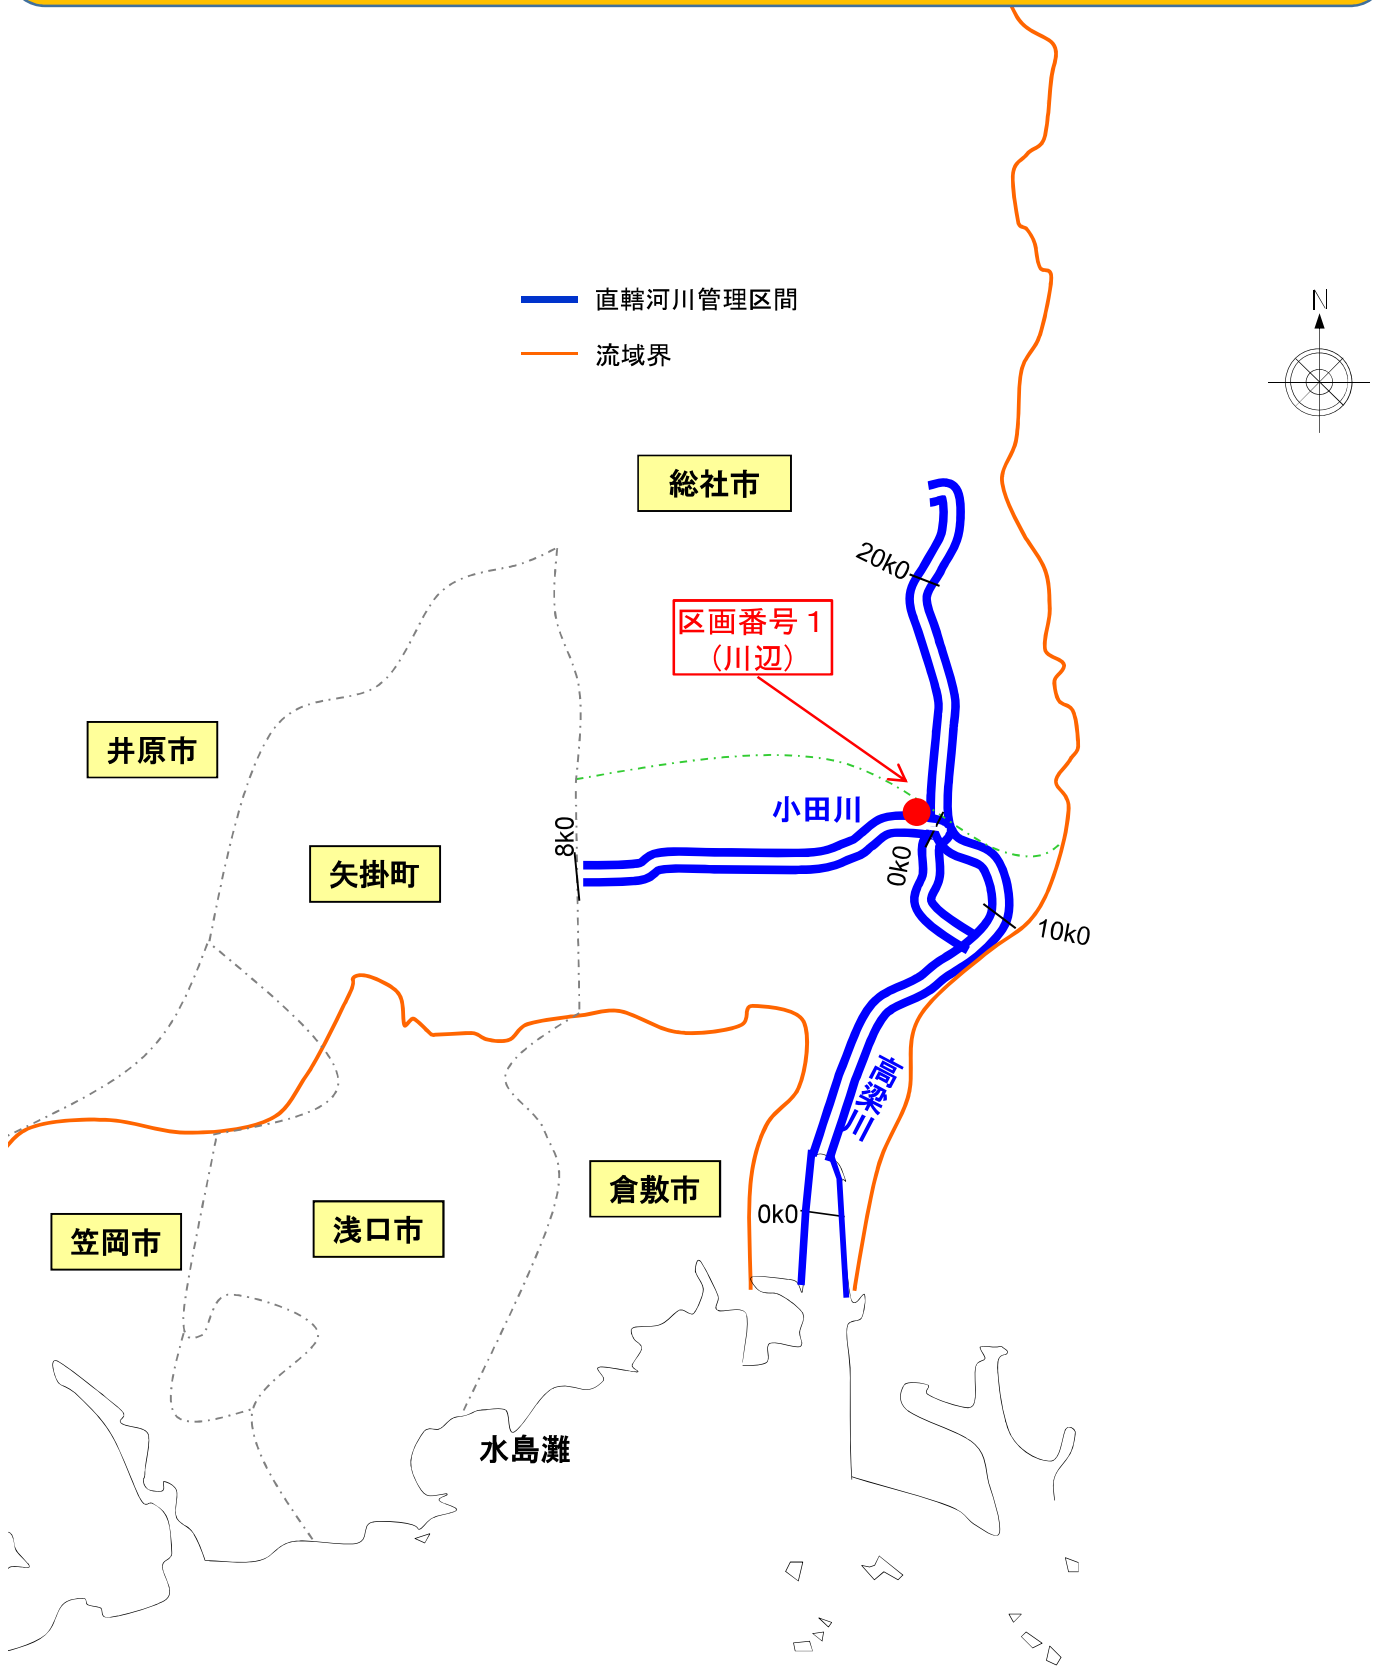 直轄河川管理区間
N
流域界
総社市
20k0
区画番号１
（川辺）
井原市
小田川
8k0
0k0
矢掛町
10k0
高梁川
倉敷市
0k0
浅口市
笠岡市
水島灘